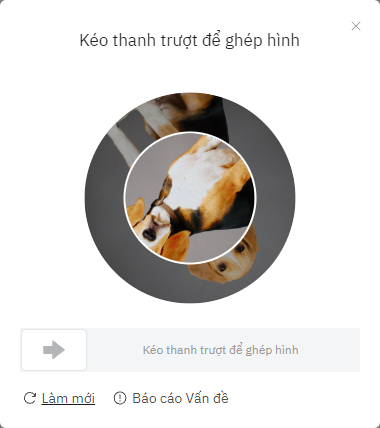 Kéo thanh trượt để ghép hình
Kéo thanh trượt để ghép hình
Làm mới
Báo cáo Vấn đề